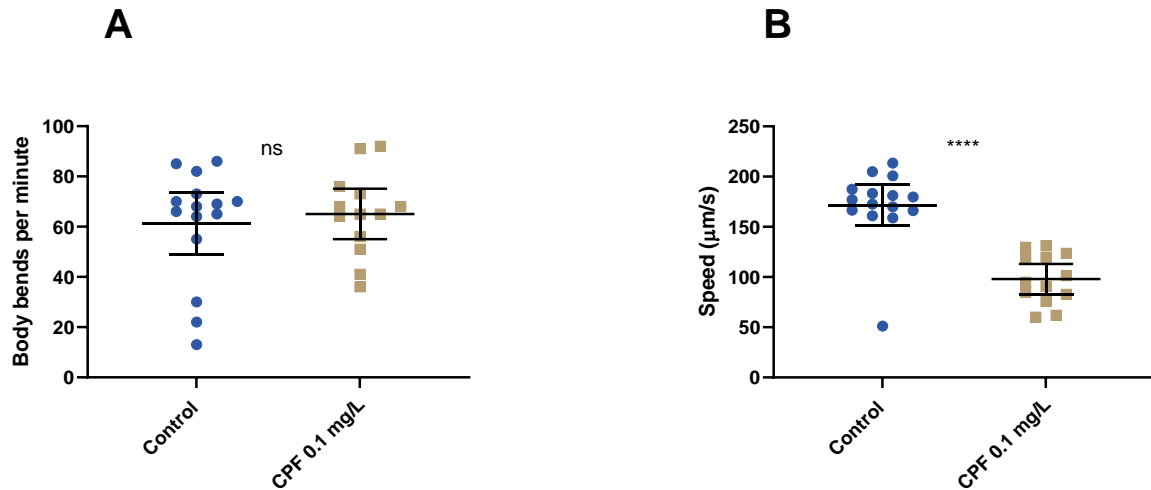 A
Body bends per minute
100
80
60
40
20
0
ns
Control
CPF 0.1 mg/L
B
Speed (μm/s)
250
200
150
100
50
0
****
Control
CPF 0.1 mg/L